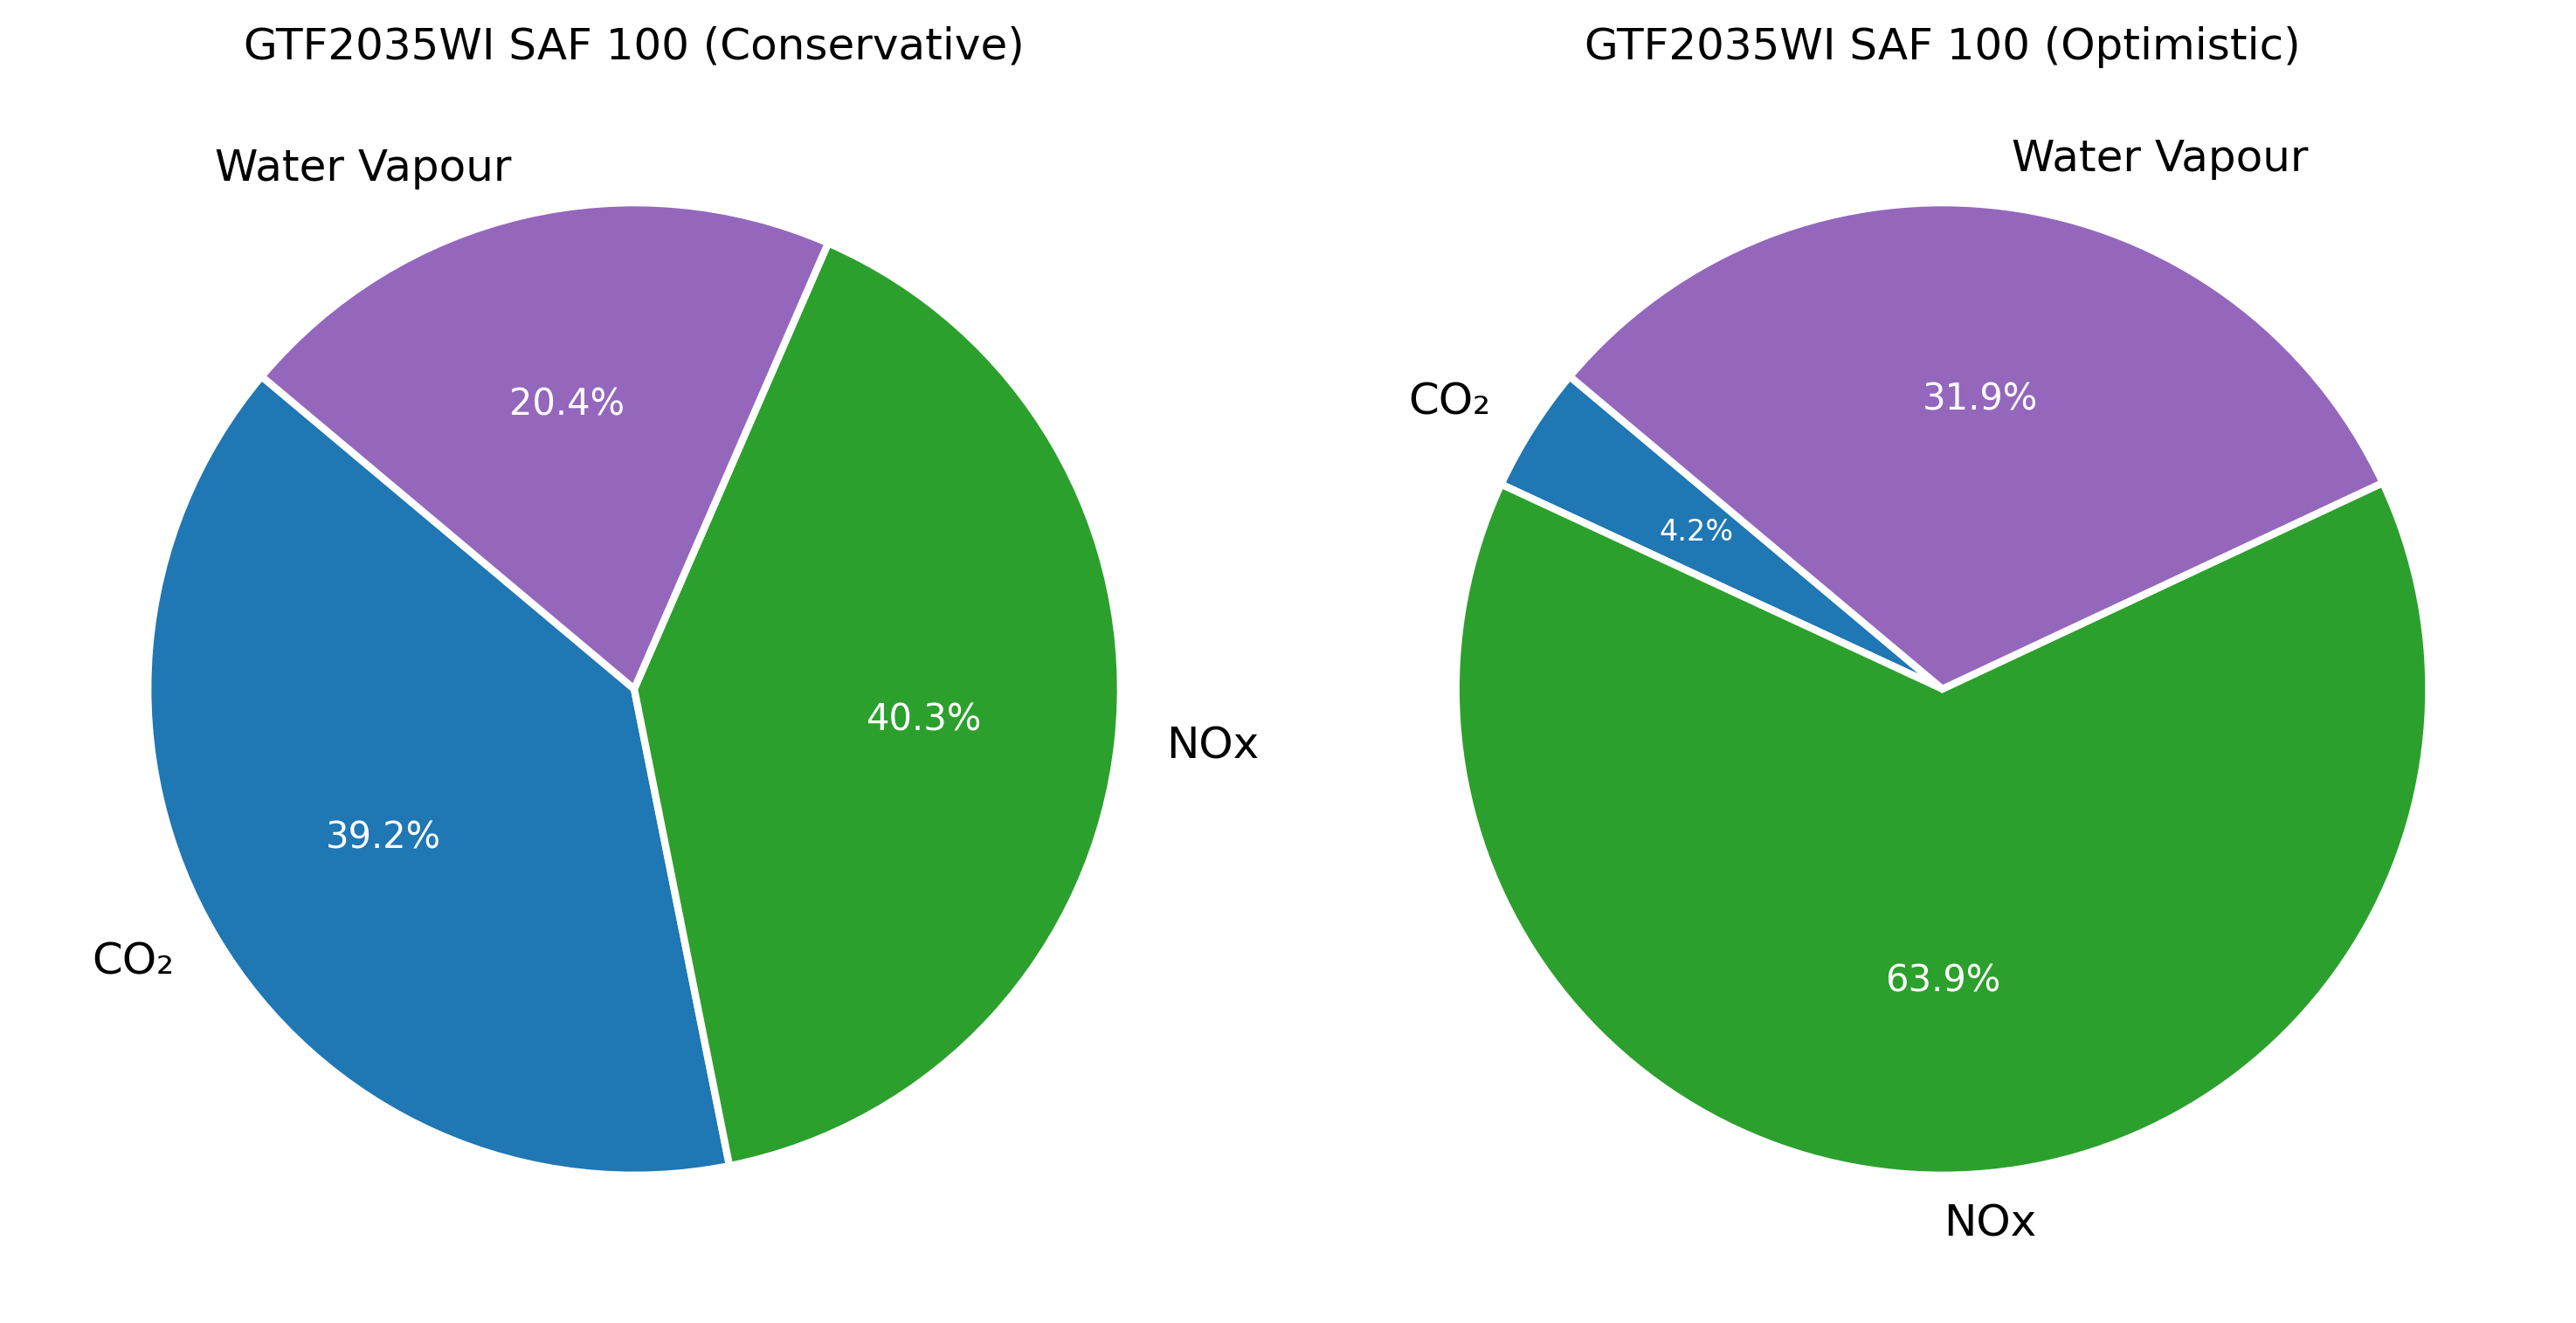 GTF2035WI SAF 100 (Conservative)
Water Vapour
20.4%
40.3%
NOx
39.2%
CO₂
GTF2035WI SAF 100 (Optimistic)
Water Vapour
31.9%
CO₂
4.2%
63.9%
NOx